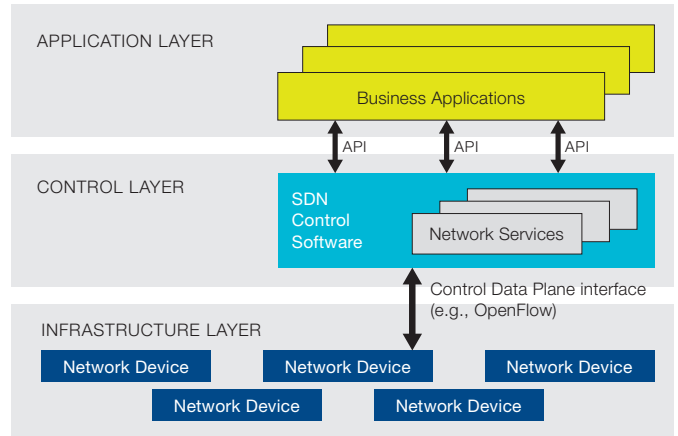 APPLICATION LAYER
Business Applications
API
API
API
CONTROL LAYER
SDN
Control
Software
Network Services
Control Data Plane interface
(e.g., OpenFlow)
INFRASTRUCTURE LAYER
Network Device
Network Device
Network Device
Network Device
Network Device